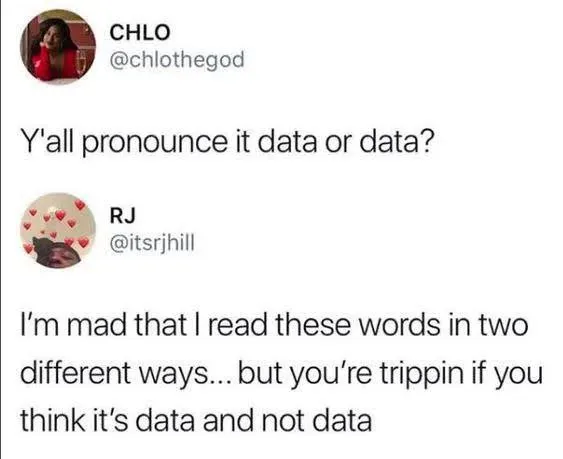 CHLO
@chlothegod
Y'all pronounce it data or data?
RJ
@itsrjhill
I'm mad that I read these words in two
different ways... but you're trippin if you
think it's data and not data